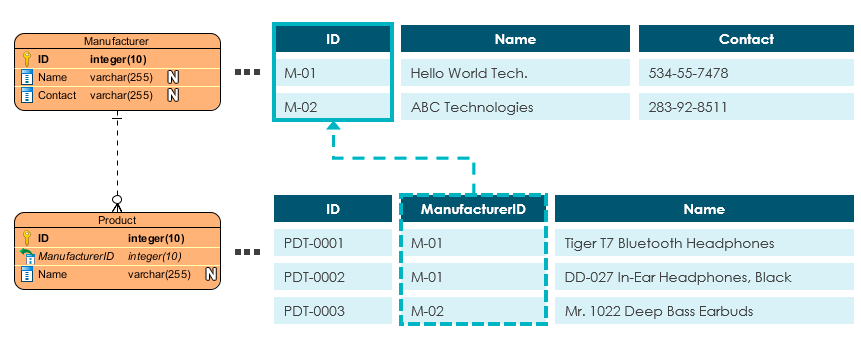 Manufacturer
ID integer(10)
Name varchar(255) N
Contact varchar(255) N
ID Name Contact
M-01 Hello World Tech. 534-55-7478
M-02 ABC Technologies 283-92-8511
Product
ID integer(10)
ManufacturerID integer(10)
Name varchar(255) N
ID ManufacturerID Name
PDT-0001 M-01 Tiger T7 Bluetooth Headphones
PDT-0002 M-01 DD-027 In-Ear Headphones, Black
PDT-0003 M-02 Mr. 1022 Deep Bass Earbuds